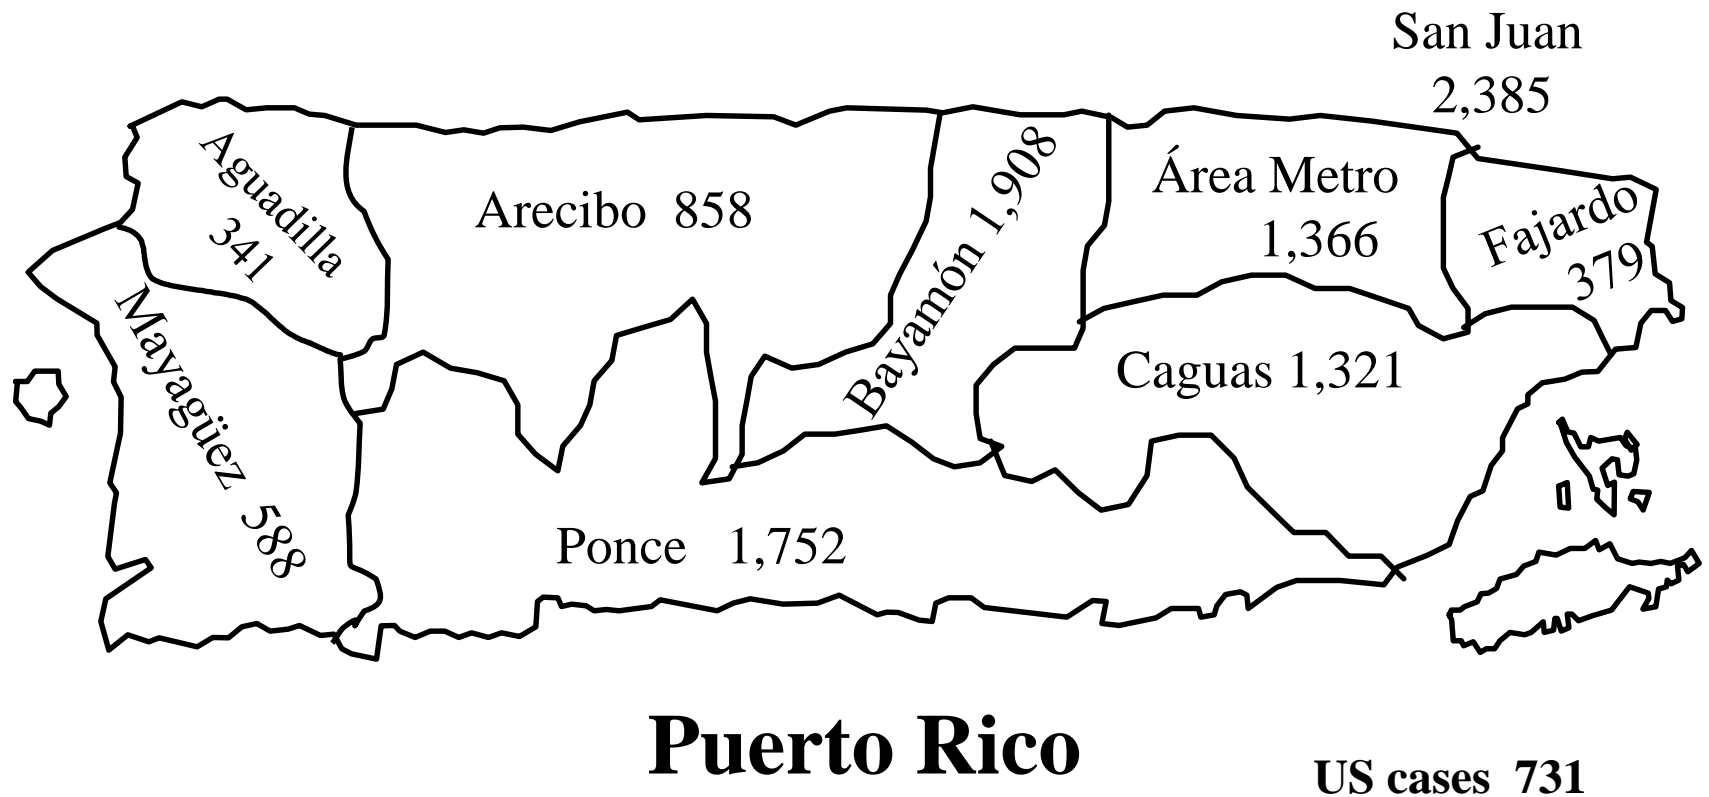 San Juan
2,385
Aguadilla
341
Arecibo 858
Bayamón 1,908
Área Metro
1,366
Fajardo
379
Mayagüez 588
Caguas 1,321
Ponce 1,752
Puerto Rico
US cases 731